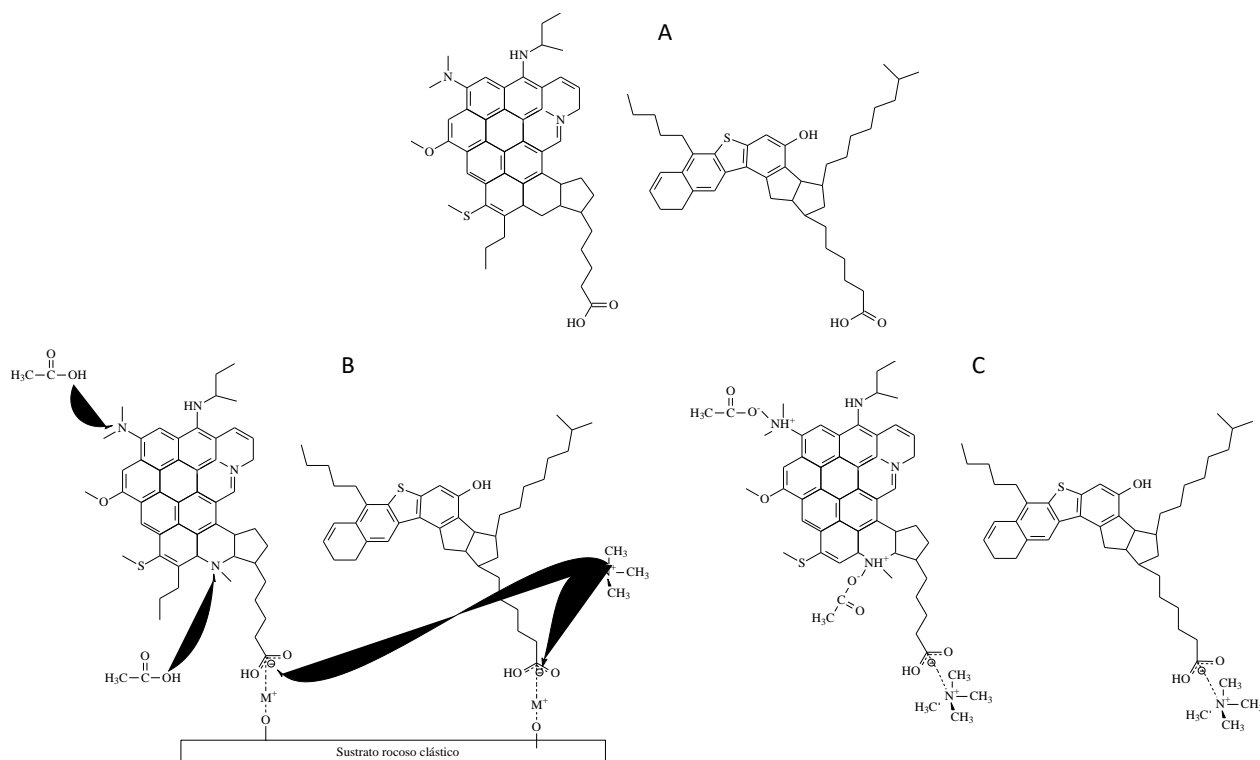 A
HN
N
N
O
S
HO
O
S
OH
HO
O
B
O
H₃C—C—OH
HN
N
N
O
S
N
H₃C—C—OH
O
HO
O
M⁺
O
S
OH
CH₃
N⁺—CH₃
CH₃
CH₃
HO
O
M⁺
O
Sustrato rocoso clástico
C
O
H₃C—C—O⁻
NH⁺
HN
N
O
S
NH⁺
O⁻
C
H₃C
O
HO
O
CH₃
N⁺—CH₃
H₃C
CH₃
S
OH
HO
O
CH₃
N⁺—CH₃
H₃C
CH₃